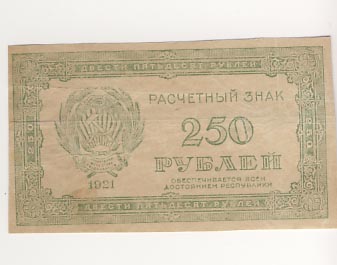 ДВЕСТИ ПЯТЬДЕСЯТ РУБЛЕЙ
РАСЧЕТНЫЙ ЗНАК
250
РУБЛЕЙ
1921
ОБЕСПЕЧИВАЕТСЯ ВСЕМ
ДОСТОЯНИЕМ РЕСПУБЛИКИ
ДВЕСТИ ПЯТЬДЕСЯТ РУБЛЕЙ